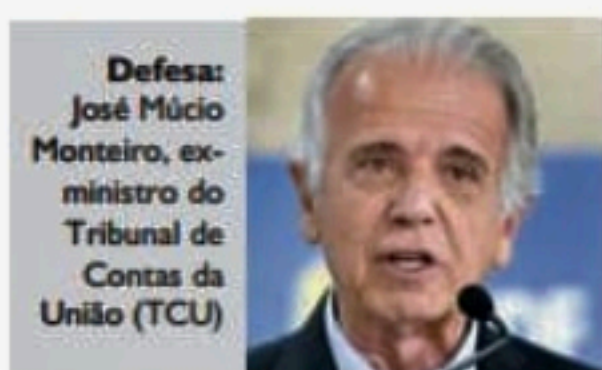 Defesa:
José Múcio
Monteiro, ex-
ministro do
Tribunal de
Contas da
União (TCU)